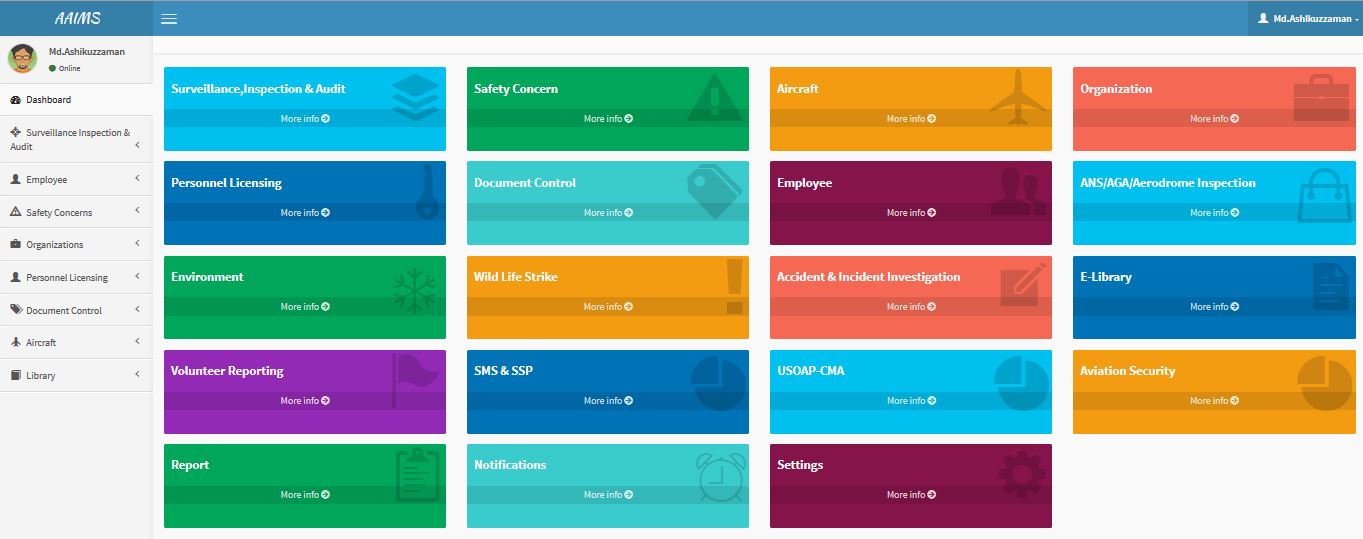 AAIMS
Md.Ashikuzzaman
Md.Ashikuzzaman
Online
Dashboard
Surveillance Inspection &
Audit
Employee
Safety Concerns
Organizations
Personnel Licensing
Document Control
Aircraft
Library
Surveillance,Inspection & Audit
More info
Safety Concern
More info
Aircraft
More info
Organization
More info
Personnel Licensing
More info
Document Control
More info
Employee
More info
ANS/AGA/Aerodrome Inspection
More info
Environment
More info
Wild Life Strike
More info
Accident & Incident Investigation
More info
E-Library
More info
Volunteer Reporting
More info
SMS & SSP
More info
USOAP-CMA
More info
Aviation Security
More info
Report
More info
Notifications
More info
Settings
More info